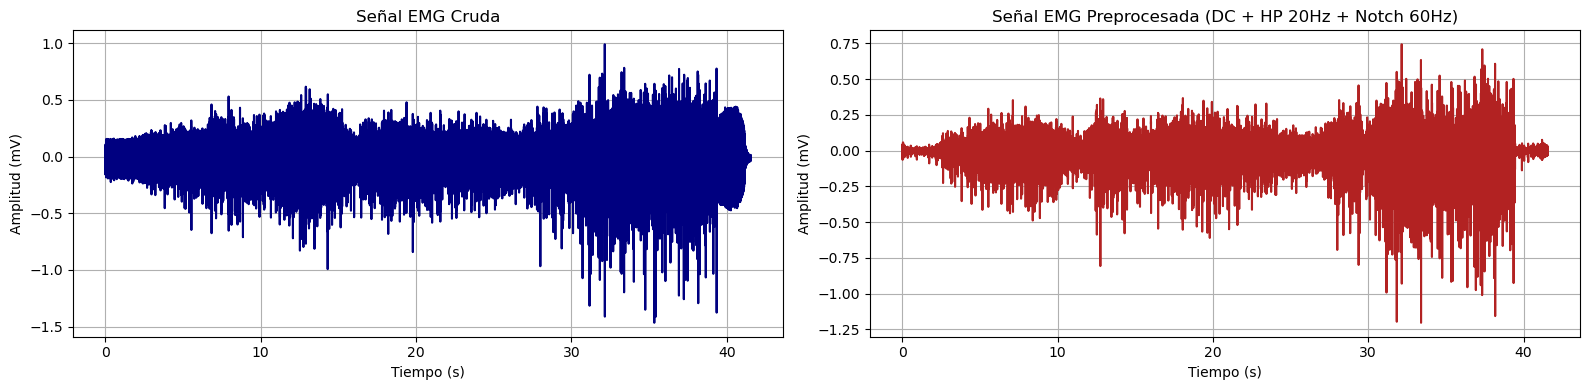 Señal EMG Cruda
1.0
0.5
0.0
−0.5
−1.0
−1.5
Amplitud (mV)
0 10 20 30 40
Tiempo (s)
Señal EMG Preprocesada (DC + HP 20Hz + Notch 60Hz)
0.75
0.50
0.25
0.00
−0.25
−0.50
−0.75
−1.00
−1.25
Amplitud (mV)
0 10 20 30 40
Tiempo (s)